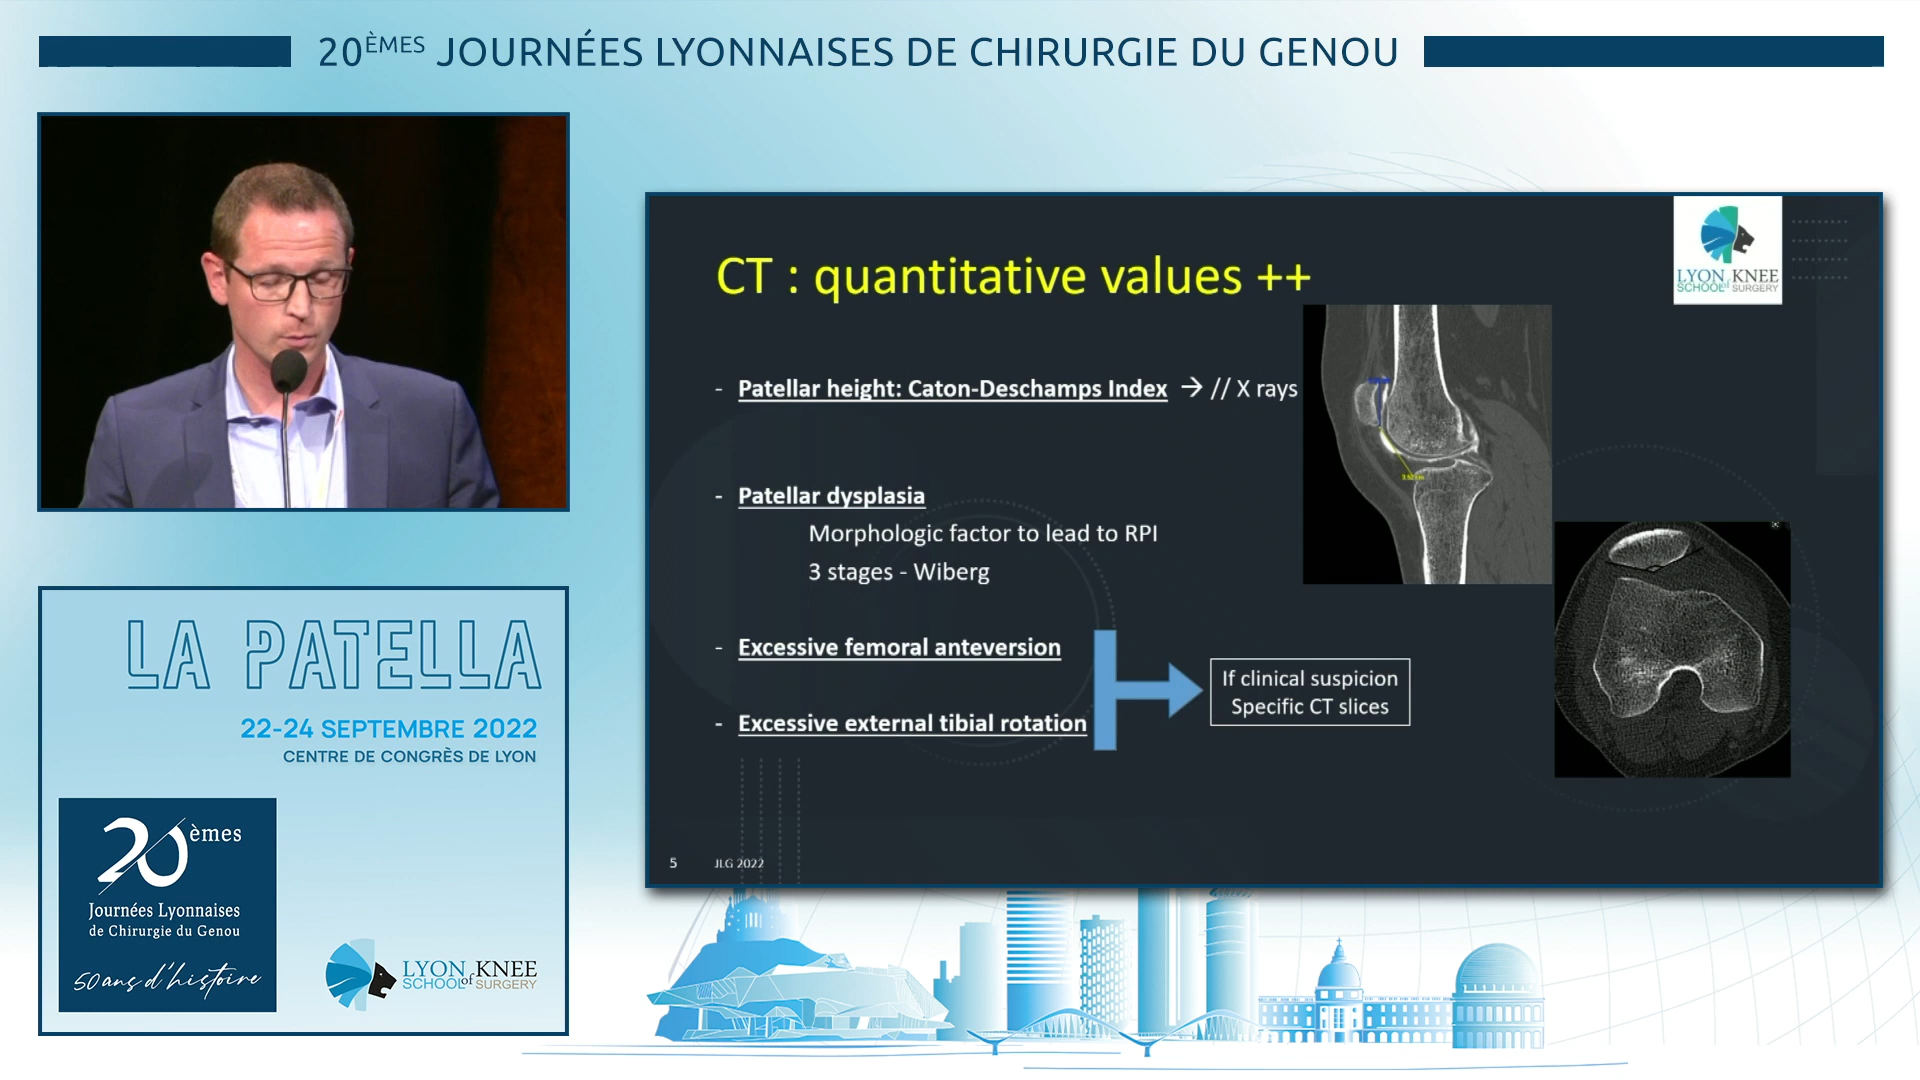 20ÈMES JOURNÉES LYONNAISES DE CHIRURGIE DU GENOU
LA PATELLA
22-24 SEPTEMBRE 2022
CENTRE DE CONGRÈS DE LYON
20èmes
Journées Lyonnaises
de Chirurgie du Genou
50 ans d'histoire
LYON KNEE
SCHOOL of SURGERY
LYON KNEE
SCHOOL of SURGERY
CT : quantitative values ++
- Patellar height: Caton-Deschamps Index → // X rays
- Patellar dysplasia
Morphologic factor to lead to RPI
3 stages - Wiberg
- Excessive femoral anteversion
- Excessive external tibial rotation
If clinical suspicion
Specific CT slices
5 JLG 2022